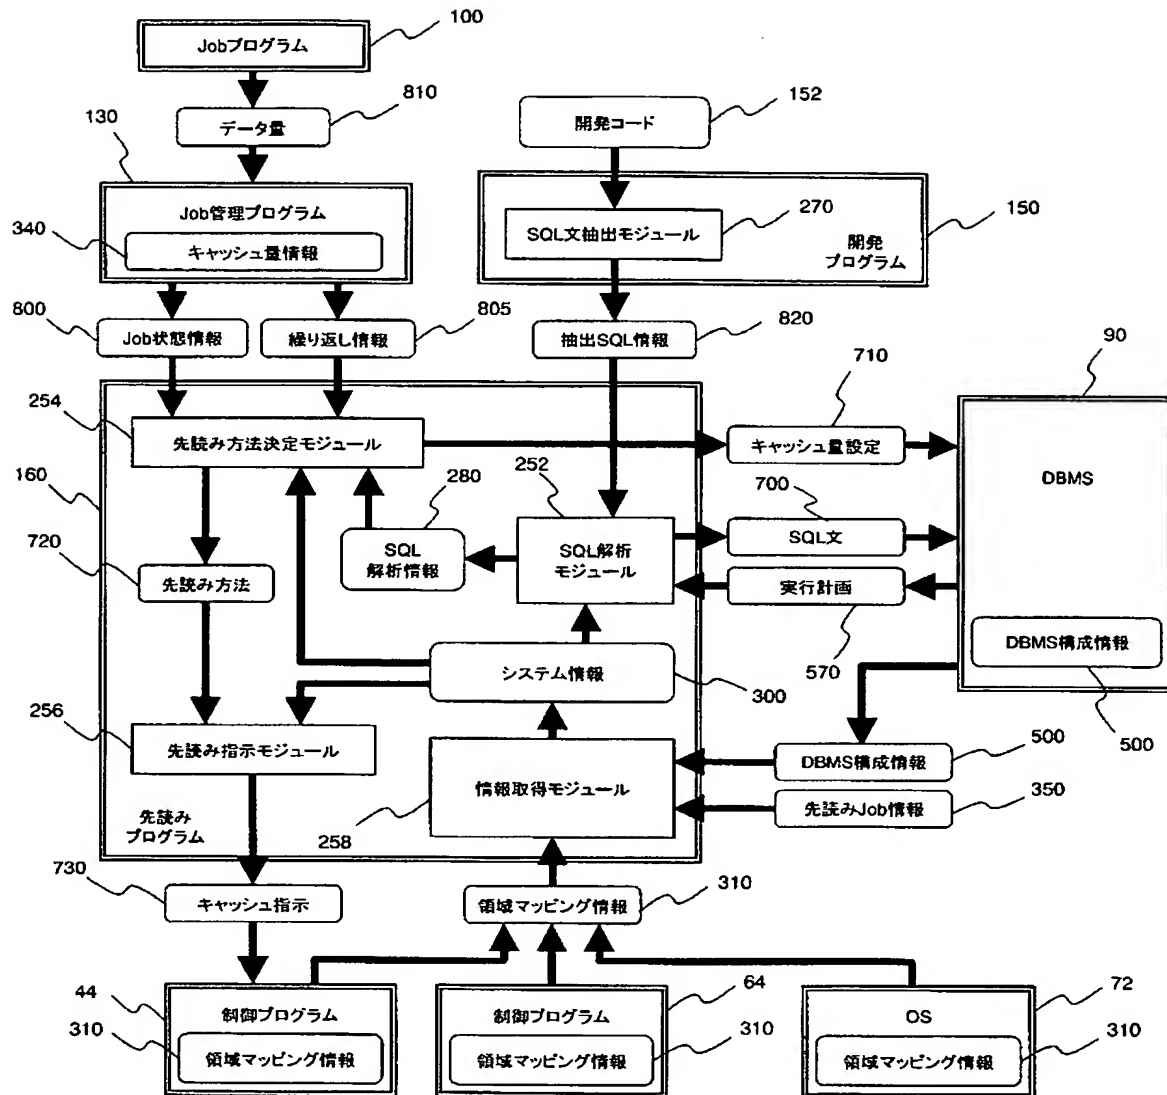 100
Jobプログラム
810
データ量
152
開発コード
130
Job管理プログラム
340
キャッシュ量情報
270
SQL文抽出モジュール
150
開発
プログラム
800
Job状態情報
805
繰り返し情報
820
抽出SQL情報
710
90
254
先読み方法決定モジュール
キャッシュ量設定
DBMS
160
280
252
700
SQL
解析情報
SQL解析
モジュール
SQL文
720
先読み方法
実行計画
570
DBMS構成情報
500
システム情報
300
256
先読み指示モジュール
情報取得モジュール
258
DBMS構成情報
500
先読みJob情報
350
先読み
プログラム
730
キャッシュ指示
領域マッピング情報
310
44
制御プログラム
310
領域マッピング情報
64
制御プログラム
310
領域マッピング情報
72
OS
310
領域マッピング情報